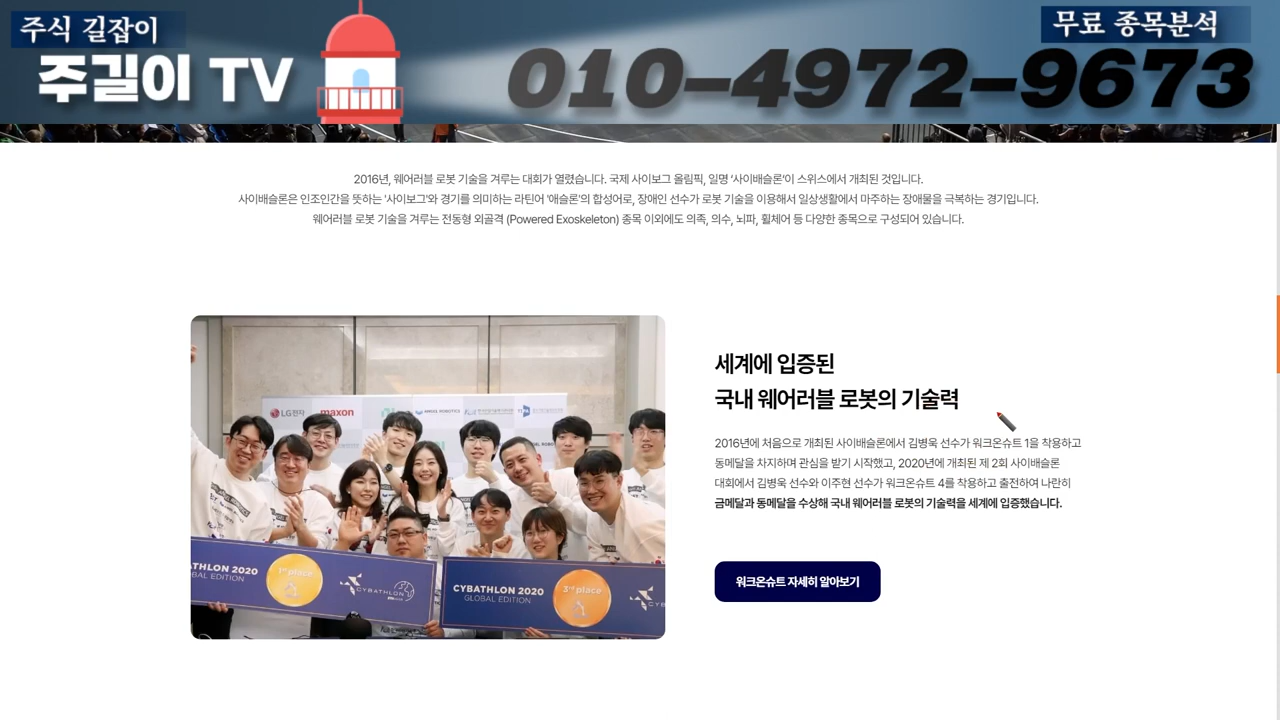 주식 길잡이
주길이 TV
무료 종목분석
010-4972-9673
2016년, 웨어러블 로봇 기술을 겨루는 대회가 열렸습니다. 국제 사이보그 올림픽, 일명 '사이배슬론'이 스위스에서 개최된 것입니다.
사이배슬론은 인조인간을 뜻하는 '사이보그'와 경기를 의미하는 라틴어 '애슬론'의 합성어로, 장애인 선수가 로봇 기술을 이용해서 일상생활에서 마주하는 장애물을 극복하는 경기입니다.
웨어러블 로봇 기술을 겨루는 전동형 외골격 (Powered Exoskeleton) 종목 이외에도 의족, 의수, 뇌파, 휠체어 등 다양한 종목으로 구성되어 있습니다.
LG전자
maxon
ANGEL ROBOTICS
세계에 입증된
국내 웨어러블 로봇의 기술력
2016년에 처음으로 개최된 사이배슬론에서 김병욱 선수가 워크온슈트 1을 착용하고
동메달을 차지하며 관심을 받기 시작했고, 2020년에 개최된 제 2회 사이배슬론
대회에서 김병욱 선수와 이주현 선수가 워크온슈트 4를 착용하고 출전하여 나란히
금메달과 동메달을 수상해 국내 웨어러블 로봇의 기술력을 세계에 입증했습니다.
워크온슈트 자세히 알아보기
ATHLON 2020
BAL EDITION
1st place
CYBATHLON
CYBATHLON 2020
GLOBAL EDITION
3rd place
CYB